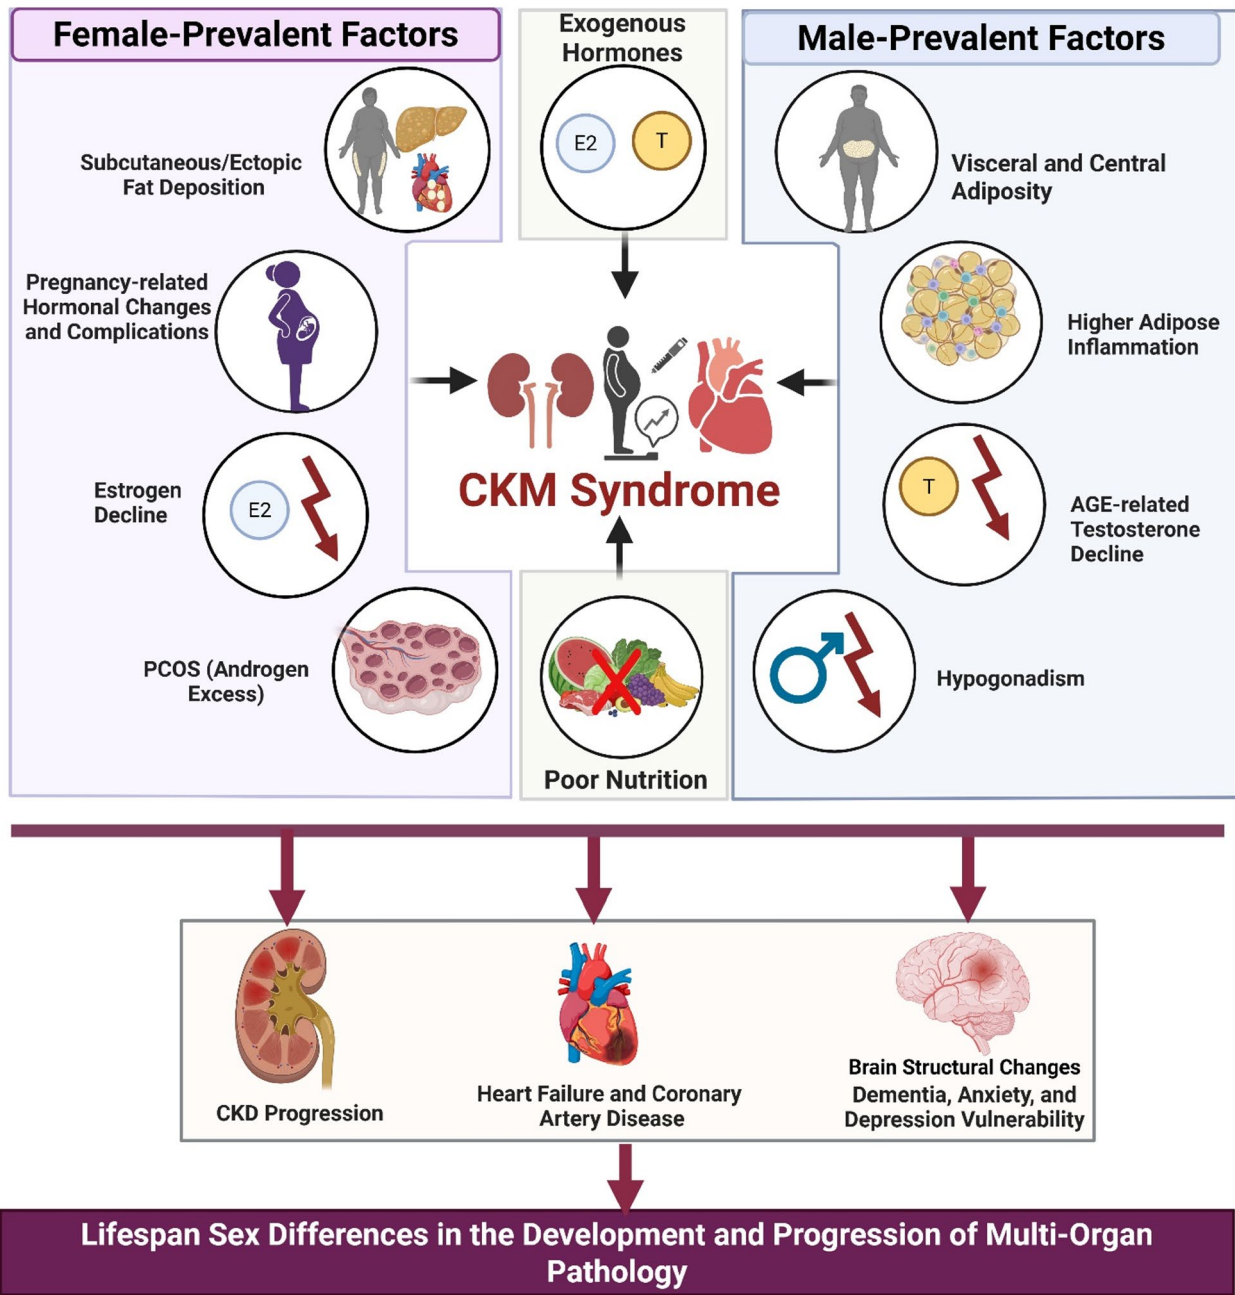 Female-Prevalent Factors
Subcutaneous/Ectopic
Fat Deposition
Pregnancy-related
Hormonal Changes
and Complications
Estrogen
Decline
E2
PCOS (Androgen
Excess)
Exogenous
Hormones
E2
T
CKM Syndrome
Poor Nutrition
Male-Prevalent Factors
Visceral and Central
Adiposity
Higher Adipose
Inflammation
T
AGE-related
Testosterone
Decline
Hypogonadism
CKD Progression
Heart Failure and Coronary
Artery Disease
Brain Structural Changes
Dementia, Anxiety, and
Depression Vulnerability
Lifespan Sex Differences in the Development and Progression of Multi-Organ
Pathology